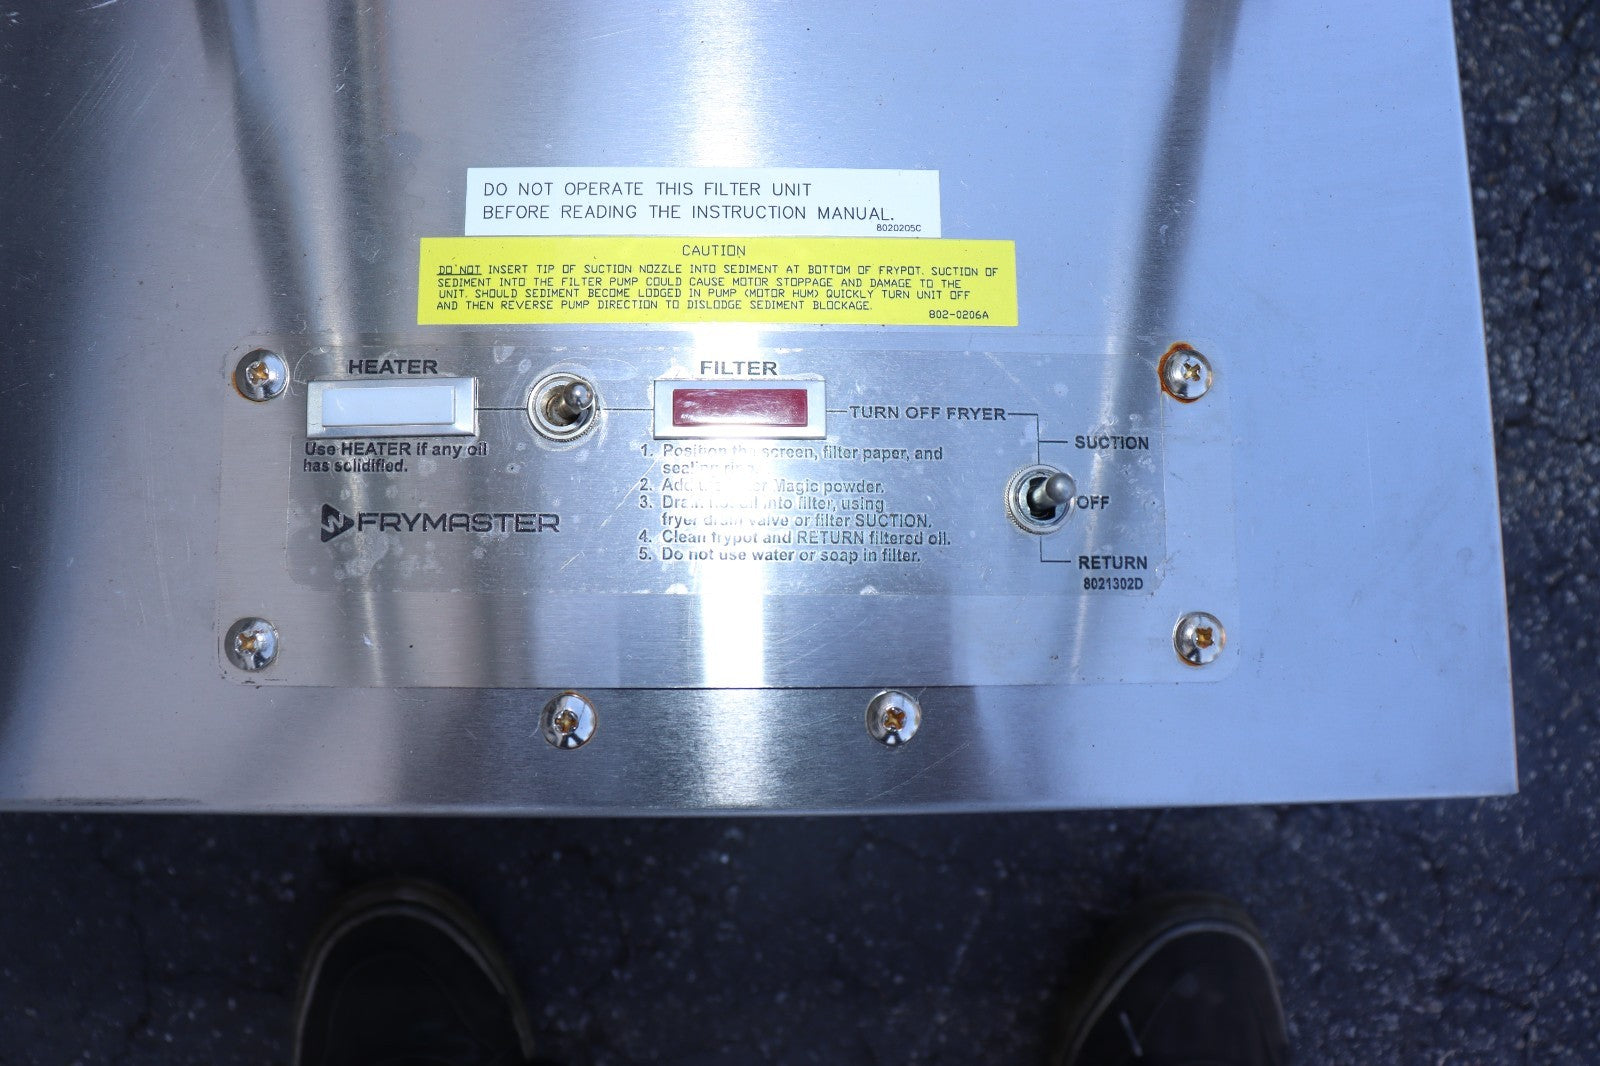 DO NOT OPERATE THIS FILTER UNIT
BEFORE READING THE INSTRUCTION MANUAL.
8020205C
CAUTION
DO NOT INSERT TIP OF SUCTION NOZZLE INTO SEDIMENT AT BOTTOM OF FRYPOT. SUCTION OF
SEDIMENT INTO THE FILTER PUMP COULD CAUSE MOTOR STOPPAGE AND DAMAGE TO THE
UNIT. SHOULD SEDIMENT BECOME LODGED IN PUMP (MOTOR HUM) QUICKLY TURN UNIT OFF
AND THEN REVERSE PUMP DIRECTION TO DISLODGE SEDIMENT BLOCKAGE.
802-0206A
HEATER
FILTER
TURN OFF FRYER
SUCTION
Use HEATER if any oil
has solidified.
1. Position the screen, filter paper, and
sealing ring.
2. Add Magic powder.
3. Drain into filter, using
fryer drain valve or filter SUCTION.
4. Clean frypot and RETURN filtered oil.
5. Do not use water or soap in filter.
OFF
FRYMASTER
RETURN
8021302D